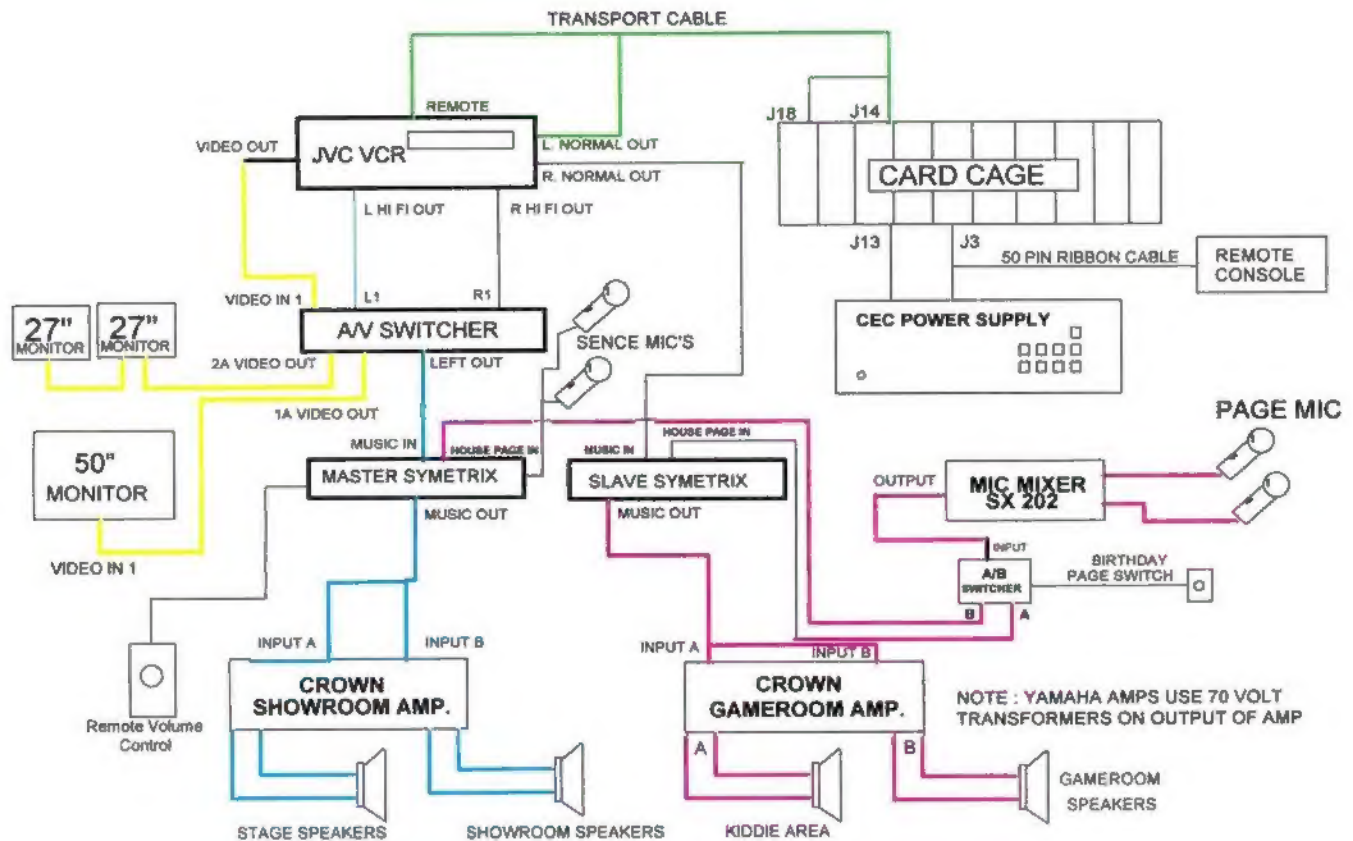 TRANSPORT CABLE
REMOTE
J18
J14
VIDEO OUT
JVC VCR
L. NORMAL OUT
R. NORMAL OUT
CARD CAGE
L HI FI OUT
R HI FI OUT
J13
J3
50 PIN RIBBON CABLE
REMOTE
CONSOLE
VIDEO IN 1
L1
R1
27"
MONITOR
27"
MONITOR
A/V SWITCHER
SENCE MIC'S
CEC POWER SUPPLY
2A VIDEO OUT
LEFT OUT
1A VIDEO OUT
PAGE MIC
MUSIC IN
HOUSE PAGE IN
MUSIC IN
HOUSE PAGE IN
50"
MONITOR
MASTER SYMETRIX
SLAVE SYMETRIX
OUTPUT
MIC MIXER
SX 202
MUSIC OUT
MUSIC OUT
VIDEO IN 1
INPUT
A/B
SWITCHER
BIRTHDAY
PAGE SWITCH
B
A
INPUT A
INPUT B
INPUT A
INPUT B
CROWN
SHOWROOM AMP.
CROWN
GAMEROOM AMP.
NOTE : YAMAHA AMPS USE 70 VOLT
TRANSFORMERS ON OUTPUT OF AMP
Remote Volume
Control
A
B
GAMEROOM
SPEAKERS
STAGE SPEAKERS
SHOWROOM SPEAKERS
KIDDIE AREA